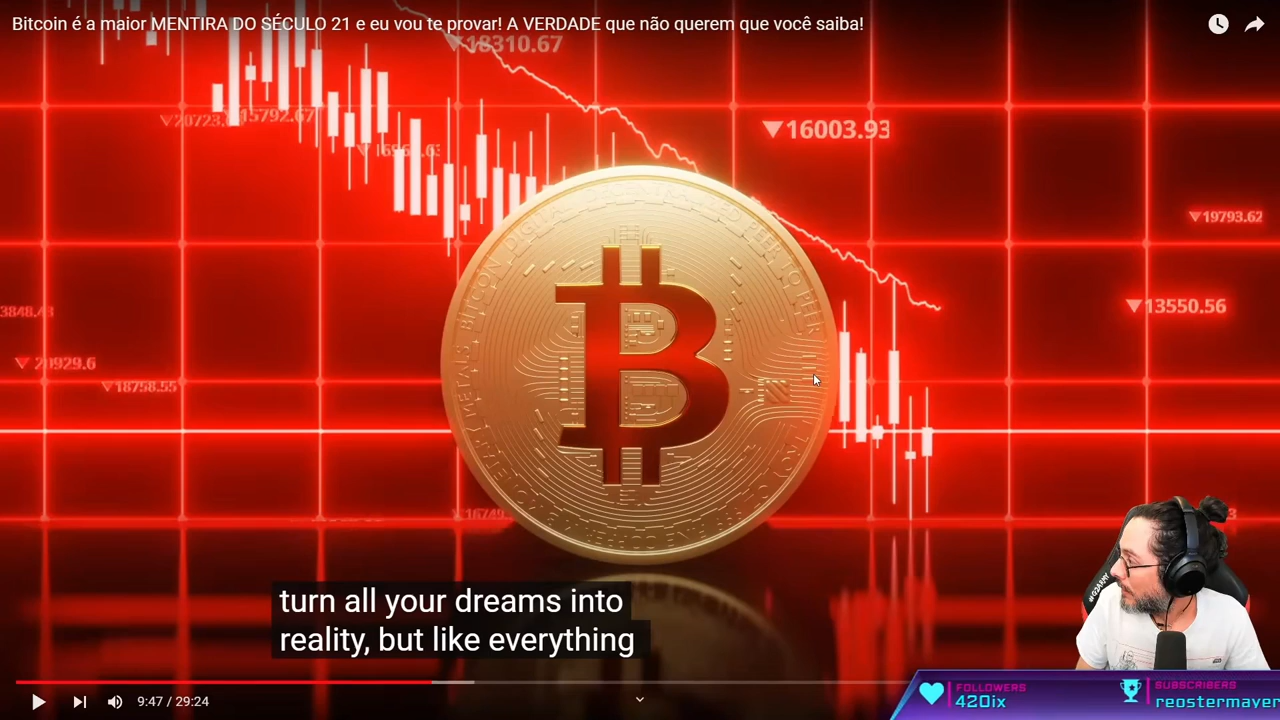 Bitcoin é a maior MENTIRA DO SÉCULO 21 e eu vou te provar! A VERDADE que não querem que você saiba!
▼18310.67
▼16003.93
▼19793.62
▼13550.56
▼20929.6
▼18758.55
turn all your dreams into
reality, but like everything
9:47 / 29:24
FOLLOWERS
420ix
SUBSCRIBERS
reostermayer